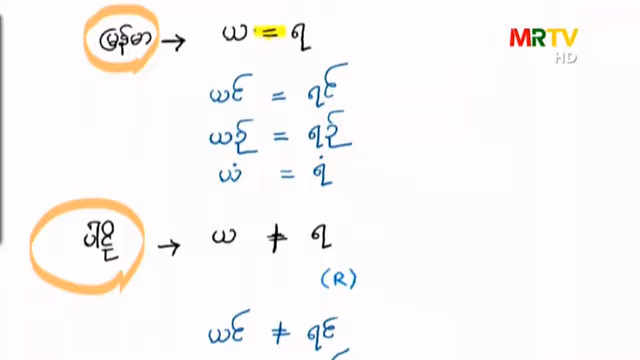 မြန်မာ → ယ = ရ
MRTV
HD
ယင် = ရင်
ယဉ် = ရဉ်
ယံ = ရံ
ပါဠိ → ယ ≠ ရ
(R)
ယင် ≠ ရင်